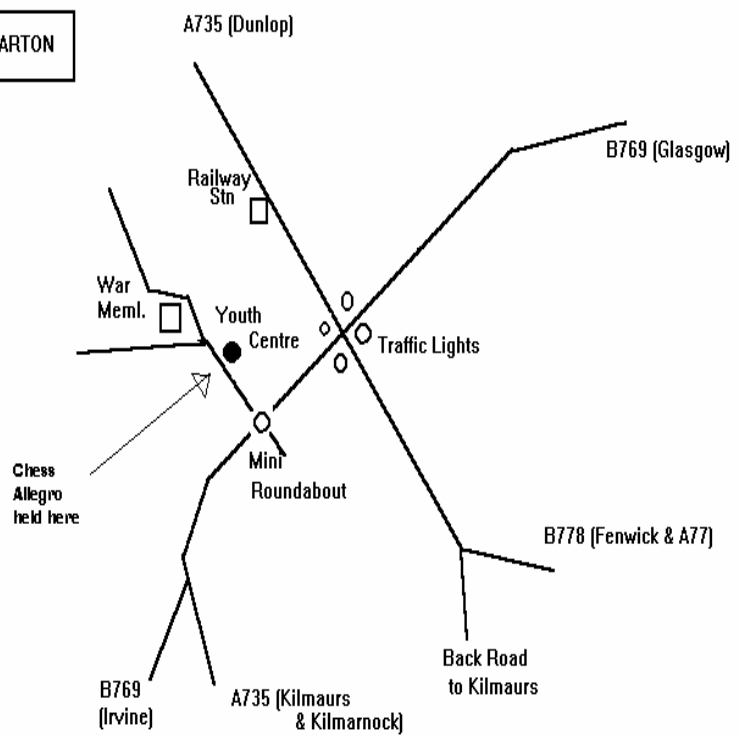 A735 (Dunlop)
ARTON
B769 (Glasgow)
Railway
Stn
War
Meml.
Youth
Centre
Traffic Lights
Chess
Allegro
held here
Mini
Roundabout
B778 (Fenwick & A77)
Back Road
to Kilmaurs
B769
(Irvine)
A735 (Kilmaurs
& Kilmarnock)